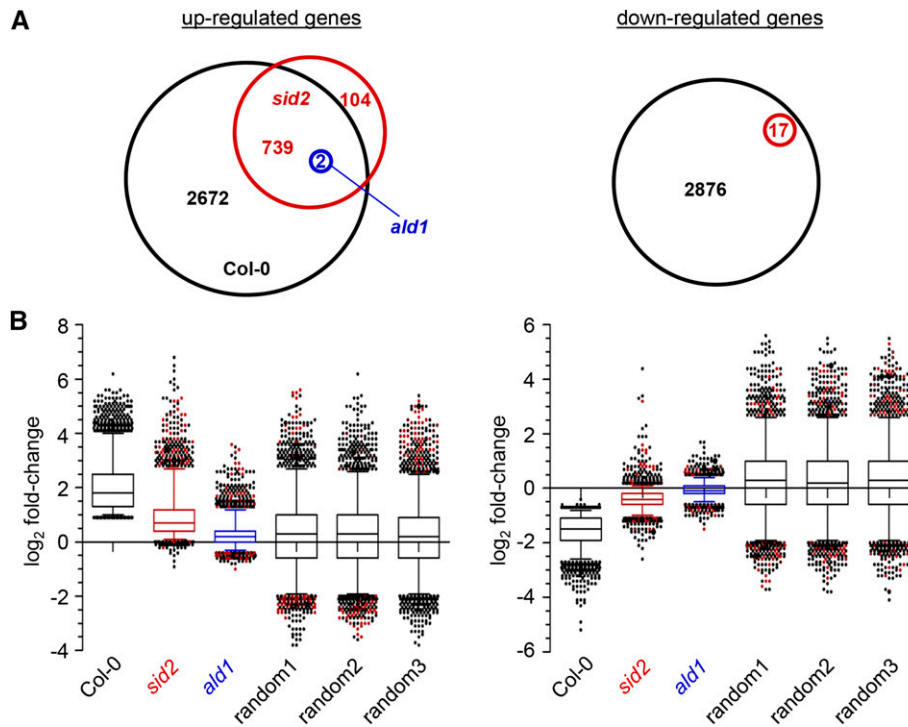 A
up-regulated genes
down-regulated genes
sid2
104
739
2
2672
ald1
Col-0
17
2876
B
log2 fold-change
8
6
4
2
0
-2
-4
Col-0
sid2
ald1
random1
random2
random3
log2 fold-change
6
4
2
0
-2
-4
-6
Col-0
sid2
ald1
random1
random2
random3